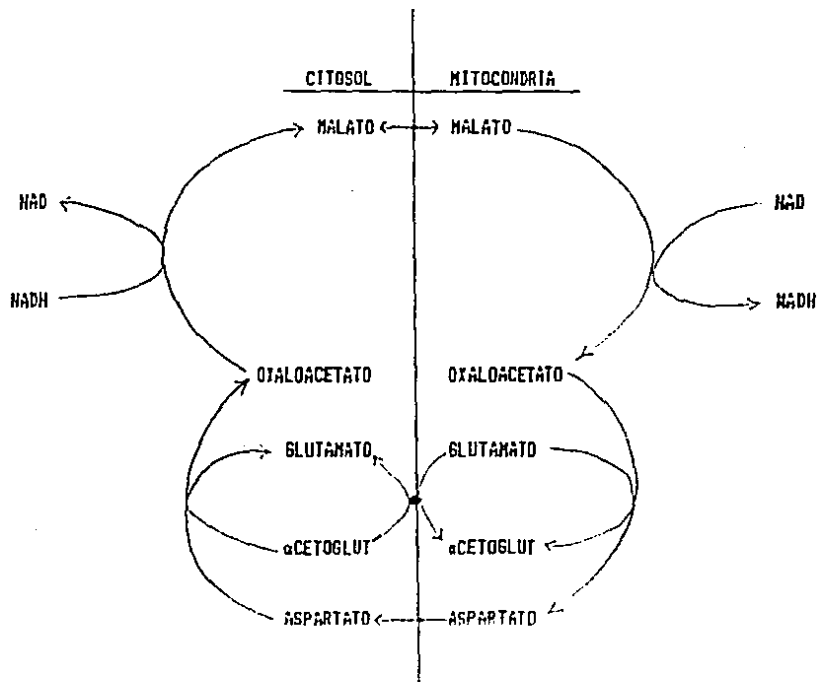 CITOSOL MITOCONDRIA
MALATO MALATO
NAD NAD
NADH NADH
OXALOACETATO OXALOACETATO
GLUTAMATO GLUTAMATO
αCETOGLUT αCETOGLUT
ASPARTATO ASPARTATO